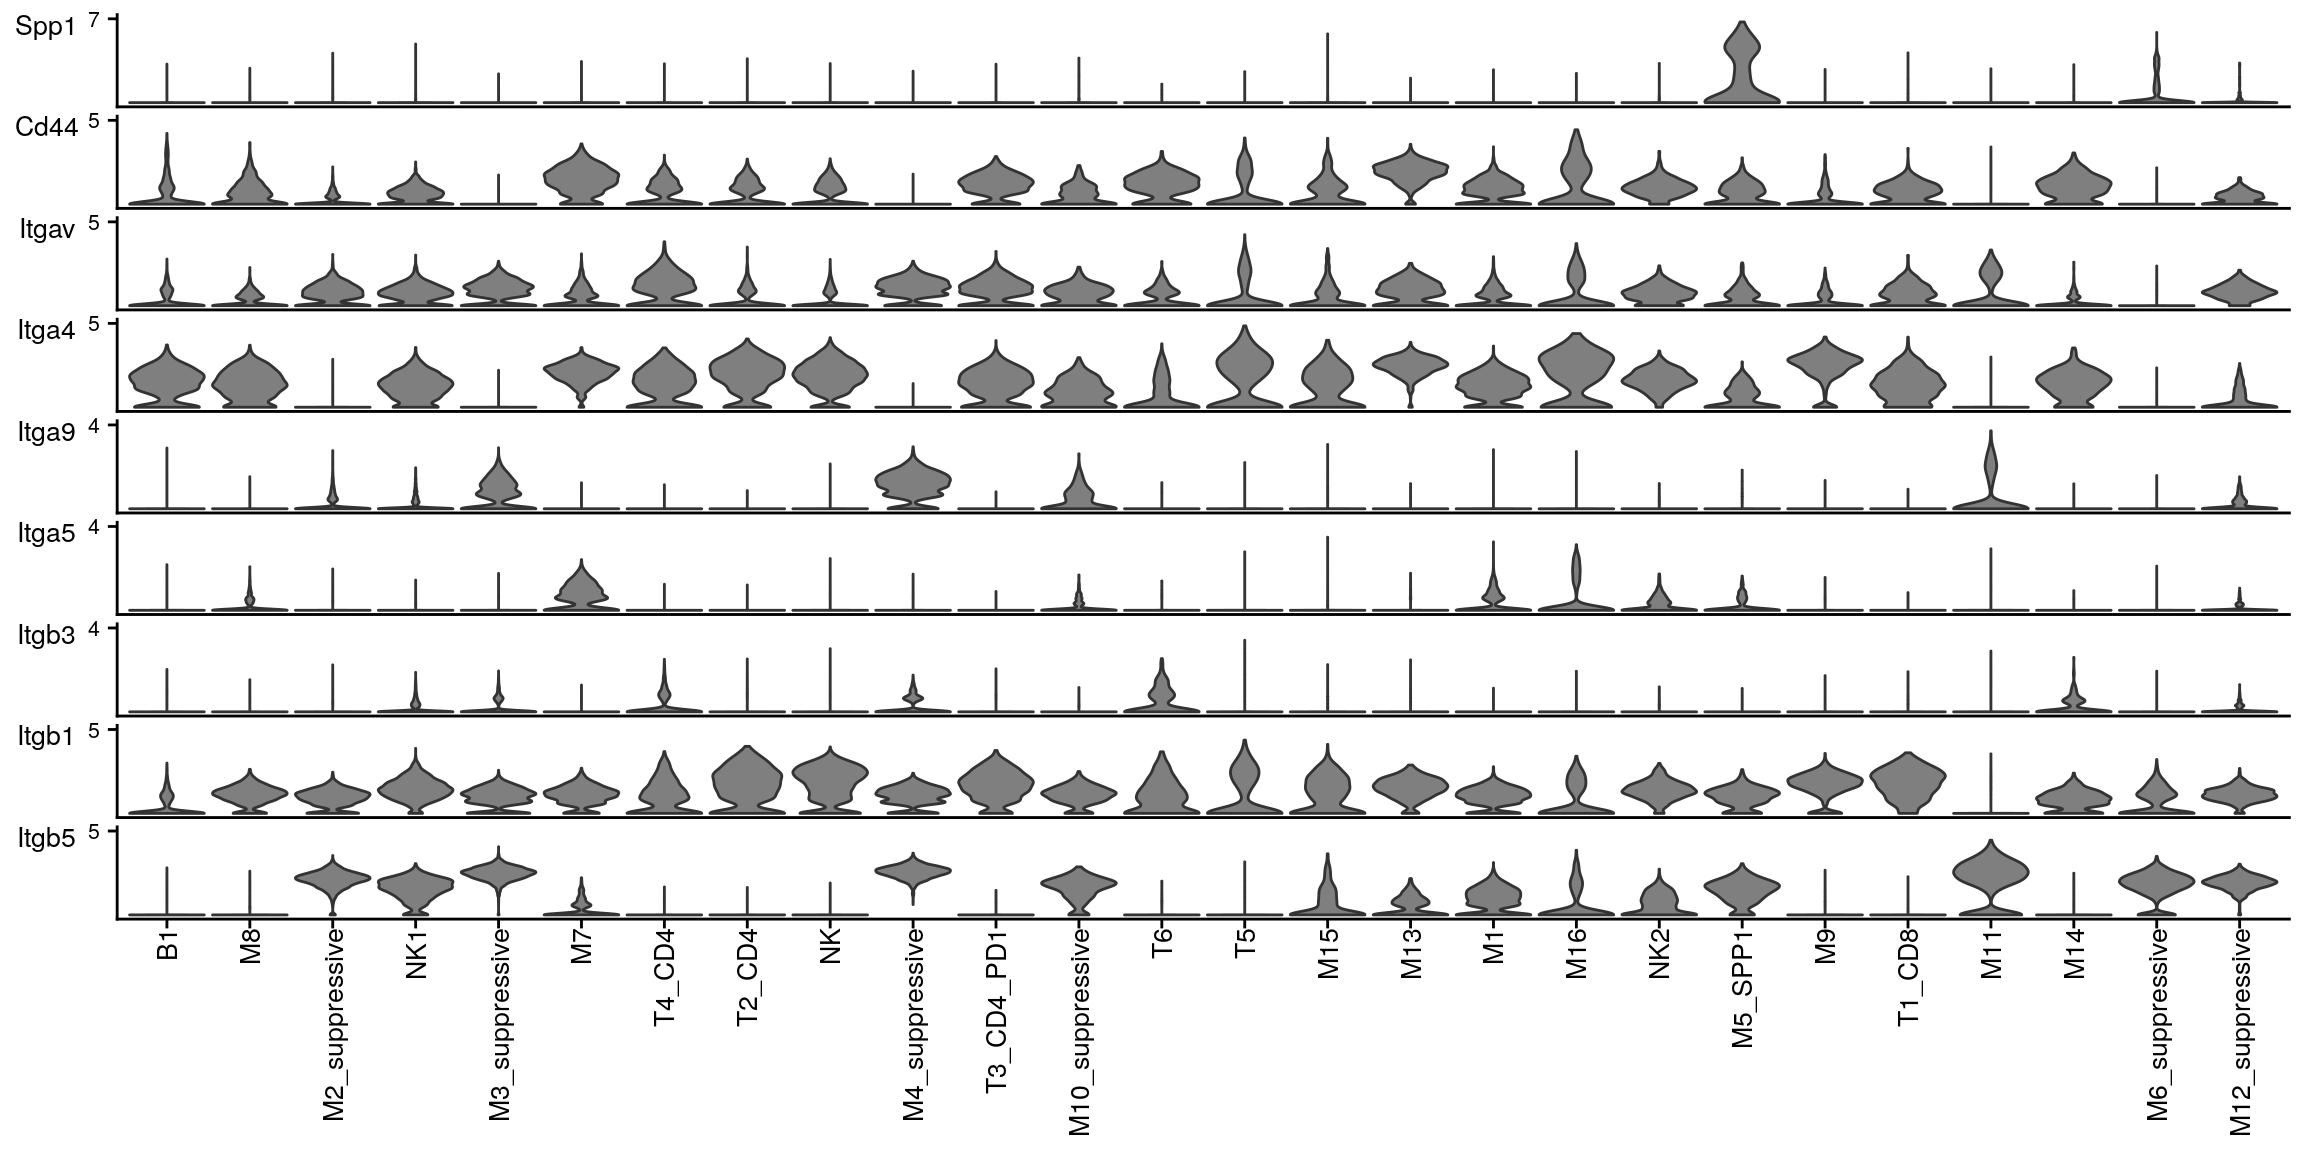 Spp1 7
Cd44 5
Itgav 5
Itga4 5
Itga9 4
Itga5 4
Itgb3 4
Itgb1 5
Itgb5 5
B1
M8
M2_suppressive
NK1
M3_suppressive
M7
T4_CD4
T2_CD4
NK
M4_suppressive
T3_CD4_PD1
M10_suppressive
T6
T5
M15
M13
M1
M16
NK2
M5_SPP1
M9
T1_CD8
M11
M14
M6_suppressive
M12_suppressive